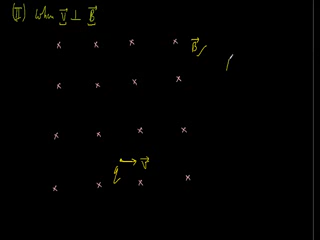 (II) when V⃗ ⊥ B⃗
x x x x B⃗
x x x x
x x x x
q → V⃗
x x x x